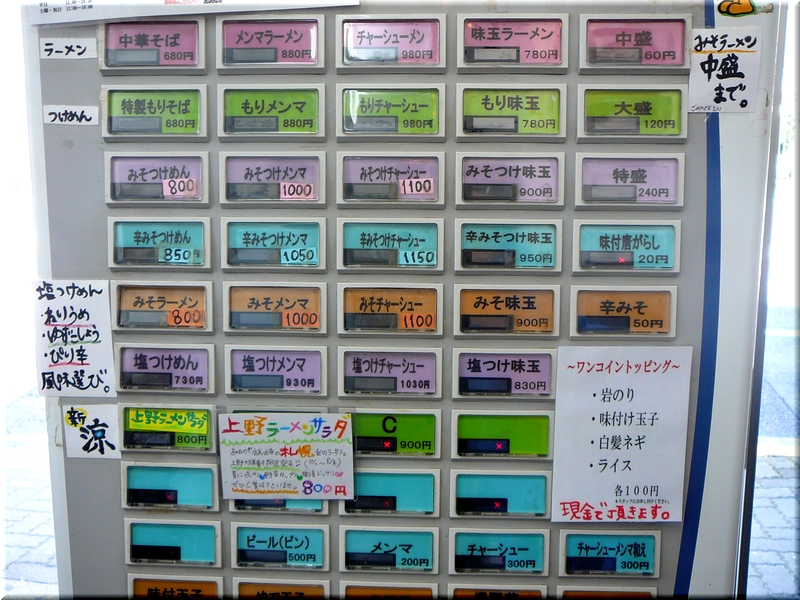 ラーメン
中華そば
680円
メンマラーメン
880円
チャーシューメン
980円
味玉ラーメン
780円
中盛
60円
みそラーメン
中盛
まで。
つけめん
特製もりそば
680円
もりメンマ
880円
もりチャーシュー
980円
もり味玉
780円
大盛
120円
みそつけめん
800
みそつけメンマ
1000
みそつけチャーシュー
1100
みそつけ味玉
900円
特盛
240円
辛みそつけめん
850円
辛みそつけメンマ
1050
辛みそつけチャーシュー
1150
辛みそつけ味玉
950円
味付唐がらし
20円
塩つけめん
・ねりうめ
・ゆずこしょう
・ぴり辛
風味選び。
みそラーメン
800
みそメンマ
1000
みそチャーシュー
1100
みそ味玉
900円
辛みそ
50円
塩つけめん
730円
塩つけメンマ
930円
塩つけチャーシュー
1030円
塩つけ味玉
830円
〜ワンコイントッピング〜
・岩のり
・味付け玉子
・白髪ネギ
・ライス
各100円
現金で頂きます。
新
涼
上野ラーメンサラダ
800円
上野ラーメンサラダ
800円
C
900円
ビール(ビン)
500円
メンマ
200円
チャーシュー
300円
チャーシューメンマ和え
300円
味付玉子